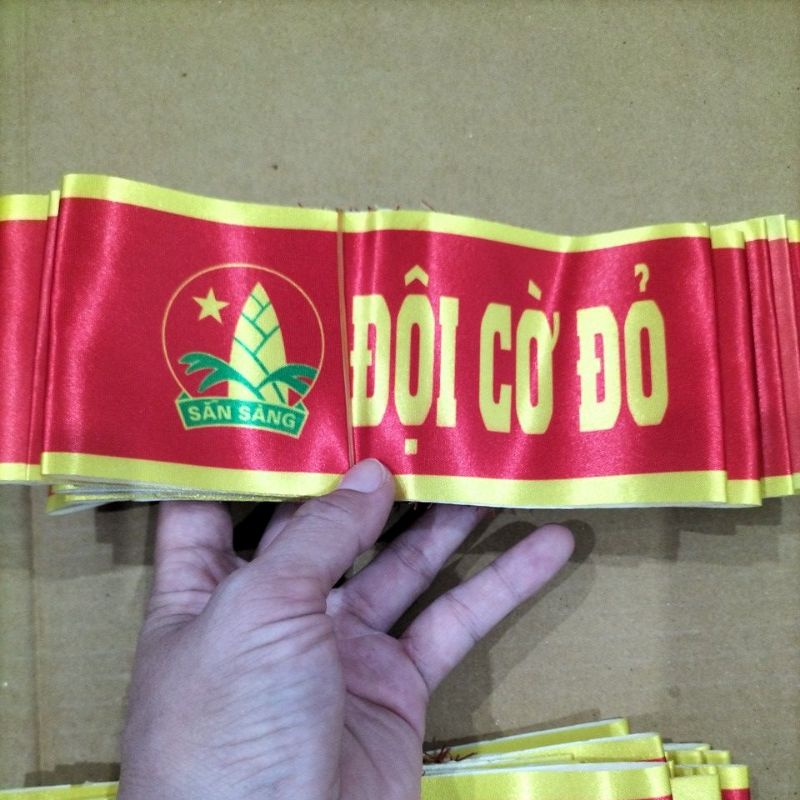 SẴN SÀNG
ĐỘI CỜ ĐỎ